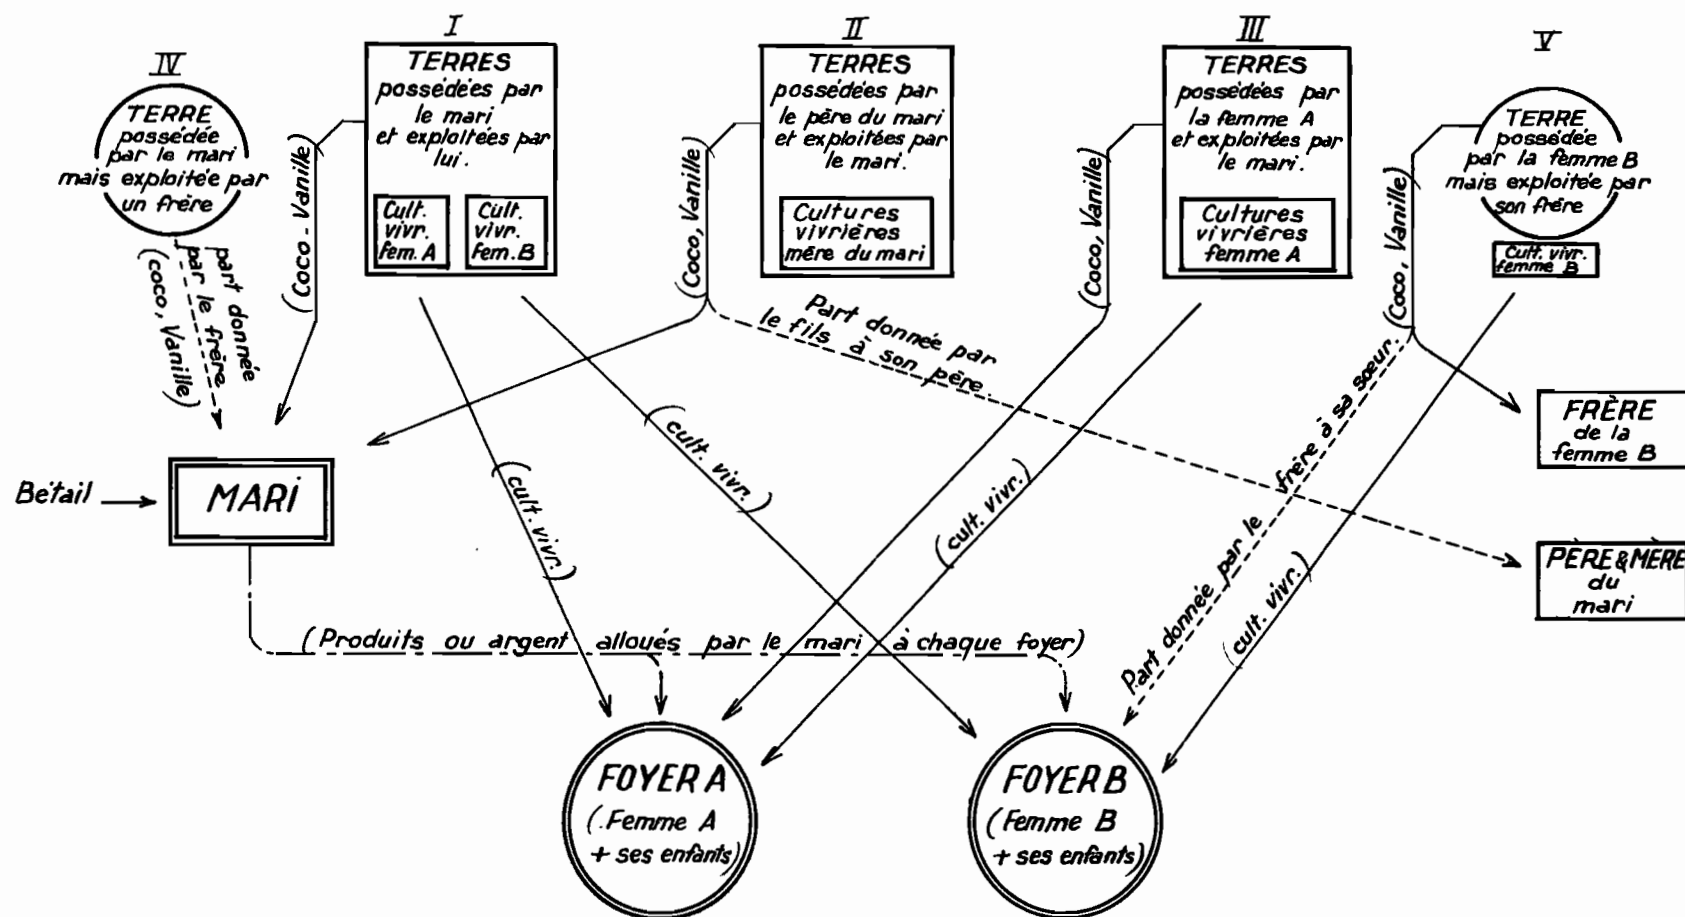 IV
TERRE
possédée
par le mari
mais exploitée par
un frère
part donnée
par le frère
(coco, Vanille)
I
TERRES
possédées par
le mari
et exploitées par
lui.
Cult.
vivr.
fem. A
Cult.
vivr.
fem. B
(Coco - Vanille)
II
TERRES
possédées par
le père du mari
et exploitées par
le mari.
Cultures
vivrières
mère du mari
(Coco, Vanille)
Part donnée par
le fils à son père.
III
TERRES
possédées par
la femme A
et exploitées par
le mari.
Cultures
vivrières
femme A
(Coco, Vanille)
V
TERRE
possédée
par la femme B
mais exploitée par
son frère
Cult. vivr.
femme B
(Coco, Vanille)
Part donnée par le frère à sa sœur.
FRÈRE
de la
femme B
PÈRE & MÈRE
du
mari
Bétail
MARI
(cult. vivr.)
(cult. vivr.)
(cult. vivr.)
(cult. vivr.)
(Produits ou argent alloués par le mari à chaque foyer)
FOYER A
(Femme A
+ ses enfants)
FOYER B
(Femme B
+ ses enfants)